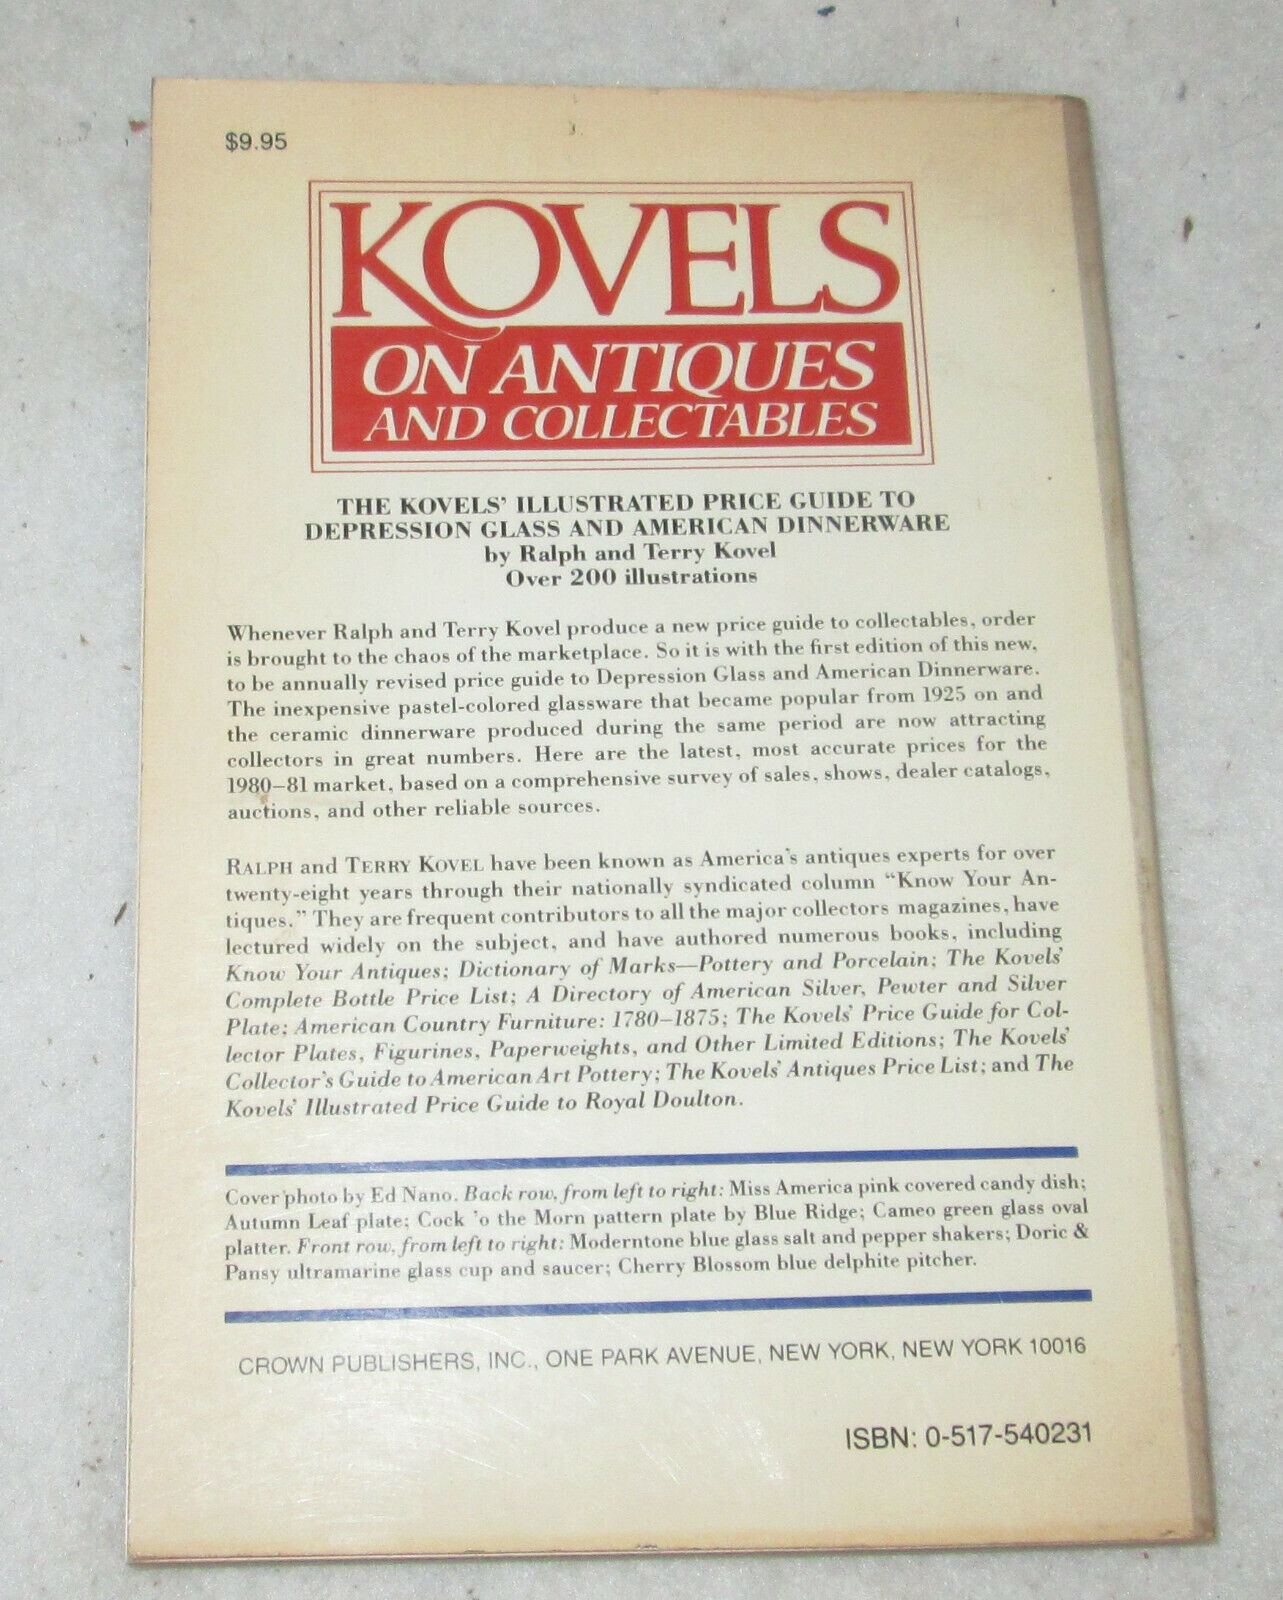 $9.95
KOVELS
ON ANTIQUES
AND COLLECTABLES
THE KOVELS' ILLUSTRATED PRICE GUIDE TO
DEPRESSION GLASS AND AMERICAN DINNERWARE
by Ralph and Terry Kovel
Over 200 illustrations
Whenever Ralph and Terry Kovel produce a new price guide to collectables, order
is brought to the chaos of the marketplace. So it is with the first edition of this new,
to be annually revised price guide to Depression Glass and American Dinnerware.
The inexpensive pastel-colored glassware that became popular from 1925 on and
the ceramic dinnerware produced during the same period are now attracting
collectors in great numbers. Here are the latest, most accurate prices for the
1980–81 market, based on a comprehensive survey of sales, shows, dealer catalogs,
auctions, and other reliable sources.
RALPH and TERRY KOVEL have been known as America's antiques experts for over
twenty-eight years through their nationally syndicated column "Know Your An-
tiques." They are frequent contributors to all the major collectors magazines, have
lectured widely on the subject, and have authored numerous books, including
Know Your Antiques; Dictionary of Marks—Pottery and Porcelain; The Kovels'
Complete Bottle Price List; A Directory of American Silver, Pewter and Silver
Plate; American Country Furniture: 1780–1875; The Kovels' Price Guide for Col-
lector Plates, Figurines, Paperweights, and Other Limited Editions; The Kovels'
Collector's Guide to American Art Pottery; The Kovels' Antiques Price List; and The
Kovels' Illustrated Price Guide to Royal Doulton.
Cover photo by Ed Nano. Back row, from left to right: Miss America pink covered candy dish;
Autumn Leaf plate; Cock 'o the Morn pattern plate by Blue Ridge; Cameo green glass oval
platter. Front row, from left to right: Moderntone blue glass salt and pepper shakers; Doric &
Pansy ultramarine glass cup and saucer; Cherry Blossom blue delphite pitcher.
CROWN PUBLISHERS, INC., ONE PARK AVENUE, NEW YORK, NEW YORK 10016
ISBN: 0-517-540231